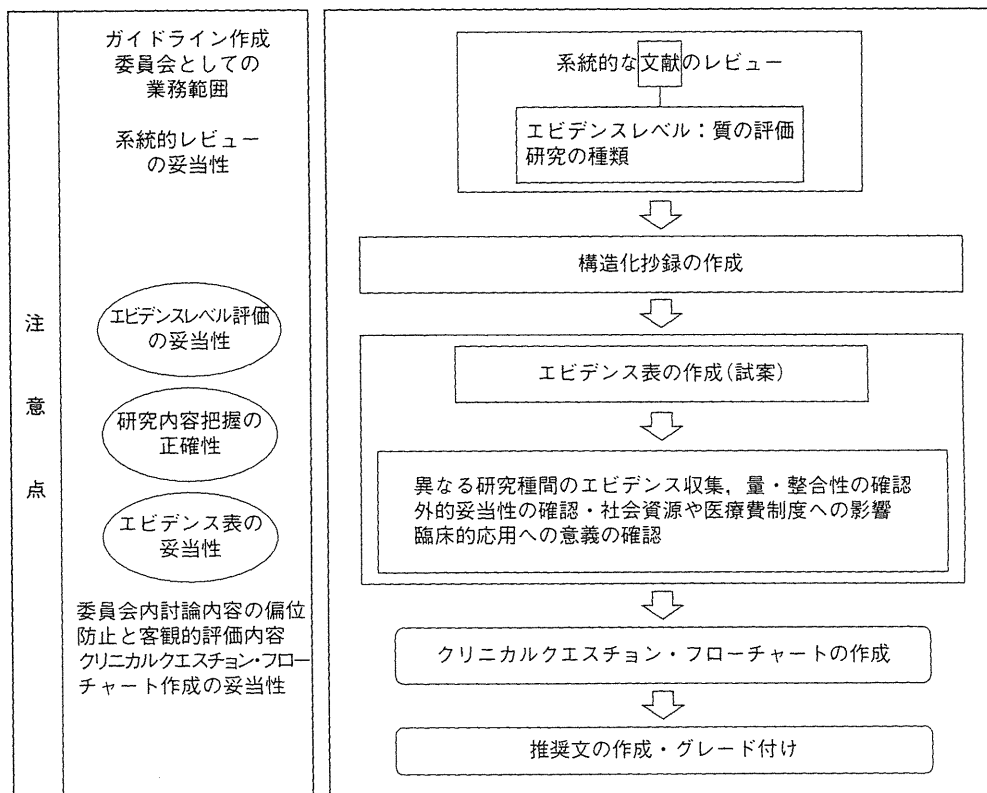 注意点
ガイドライン作成
委員会としての
業務範囲
系統的レビュー
の妥当性
エビデンスレベル評価
の妥当性
研究内容把握の
正確性
エビデンス表の
妥当性
委員会内討論内容の偏位
防止と客観的評価内容
クリニカルクエスチョン・フロー
チャート作成の妥当性
系統的な文献のレビュー
エビデンスレベル：質の評価
研究の種類
構造化抄録の作成
エビデンス表の作成(試案)
異なる研究種間のエビデンス収集，量・整合性の確認
外的妥当性の確認・社会資源や医療費制度への影響
臨床的応用への意義の確認
クリニカルクエスチョン・フローチャートの作成
推奨文の作成・グレード付け